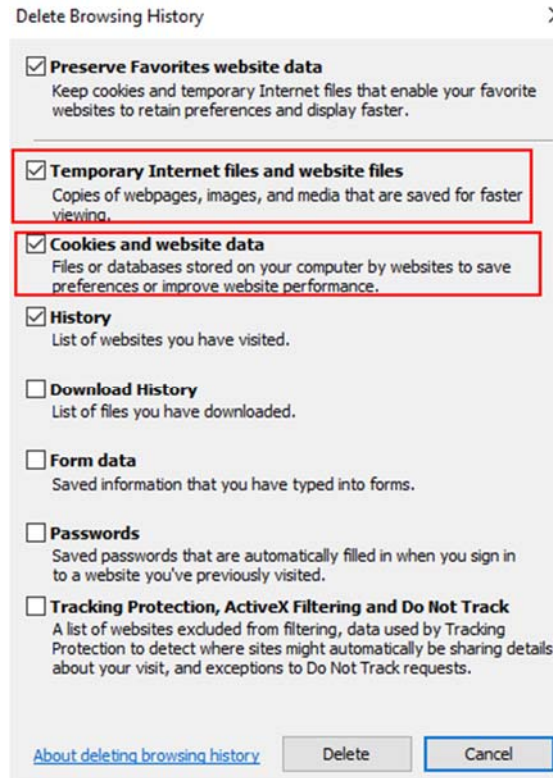 Delete Browsing History
Preserve Favorites website data
Keep cookies and temporary Internet files that enable your favorite
websites to retain preferences and display faster.
Temporary Internet files and website files
Copies of webpages, images, and media that are saved for faster
viewing.
Cookies and website data
Files or databases stored on your computer by websites to save
preferences or improve website performance.
History
List of websites you have visited.
Download History
List of files you have downloaded.
Form data
Saved information that you have typed into forms.
Passwords
Saved passwords that are automatically filled in when you sign in
to a website you've previously visited.
Tracking Protection, ActiveX Filtering and Do Not Track
A list of websites excluded from filtering, data used by Tracking
Protection to detect where sites might automatically be sharing details
about your visit, and exceptions to Do Not Track requests.
About deleting browsing history
Delete
Cancel